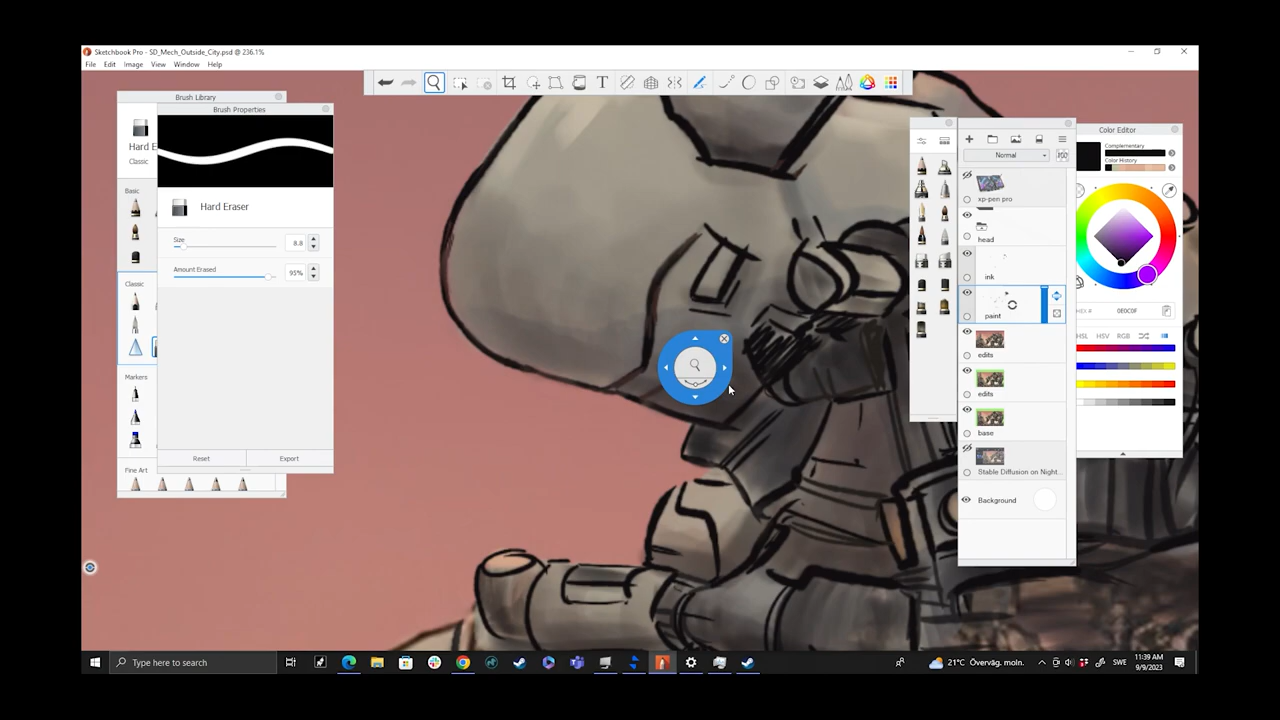 Sketchbook Pro - SD_Mech_Outside_City.psd @ 236.1%
File Edit Image View Window Help
Brush Library
Brush Properties
Hard E
Classic
Basic
Hard Eraser
Size
8.8
Amount Erased
95%
Classic
Markers
Reset Export
Fine Art
T
Normal
xp-pen pro
head
ink
paint
edits
edits
base
Stable Diffusion on Night...
Background
Color Editor
Complementary
Color History
HEX # 0E0C0F
HSL HSV RGB
Type here to search
21°C Överväg. moln.
SWE
11:39 AM
9/9/2023